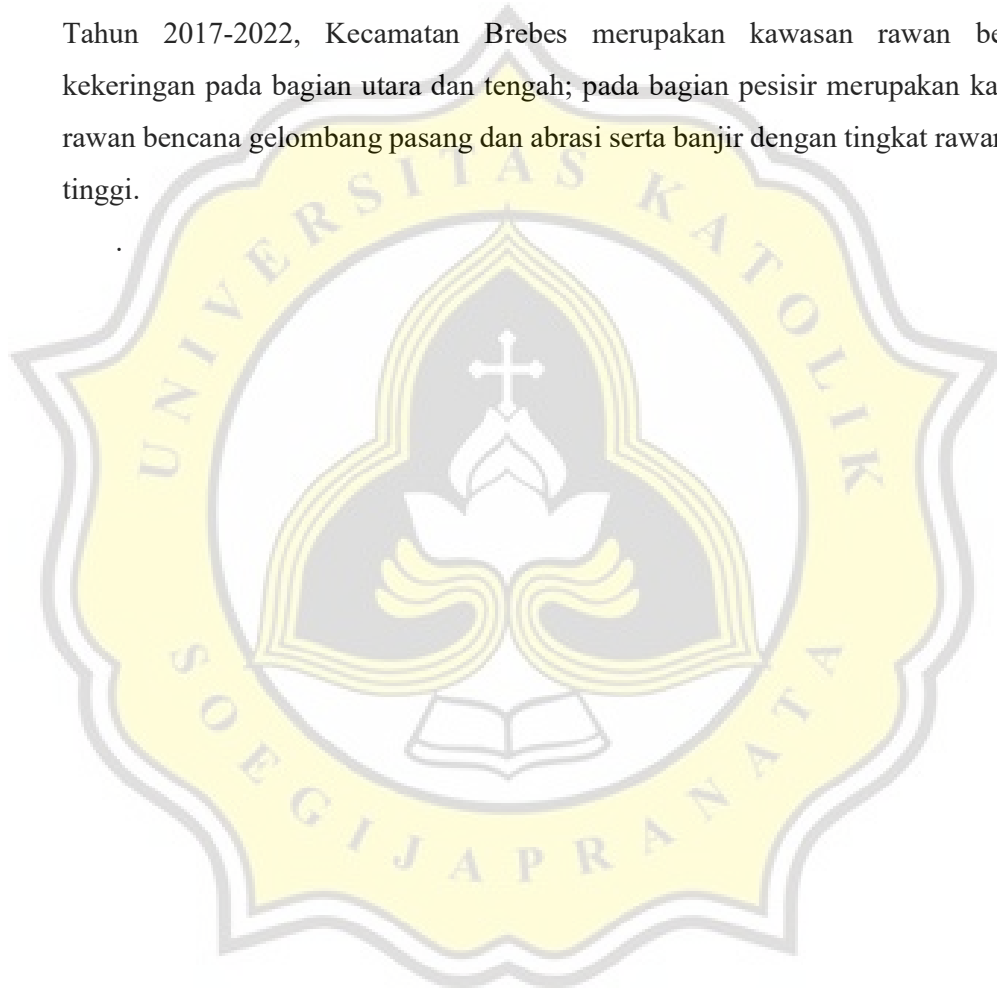 Tahun 2017-2022, Kecamatan Brebes merupakan kawasan rawan
kekeringan pada bagian utara dan tengah; pada bagian pesisir merupakan
rawan bencana gelombang pasang dan abrasi serta banjir dengan tingkat
tinggi.
.
UNIVERSITAS KATOLIK
SOEGIJAPRANATA